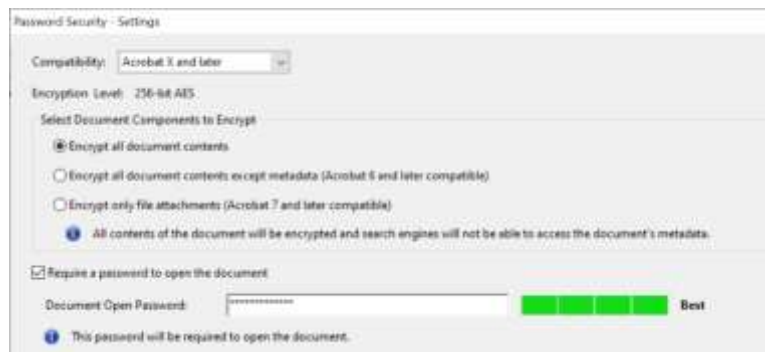 Password Security - Settings
Compatibility: Acrobat X and later
Encryption Level: 256-bit AES
Select Document Components to Encrypt
Encrypt all document contents
Encrypt all document contents except metadata (Acrobat 6 and later compatible)
Encrypt only file attachments (Acrobat 7 and later compatible)
All contents of the document will be encrypted and search engines will not be able to access the document's metadata.
Require a password to open the document
Document Open Password: ************* Best
This password will be required to open the document.